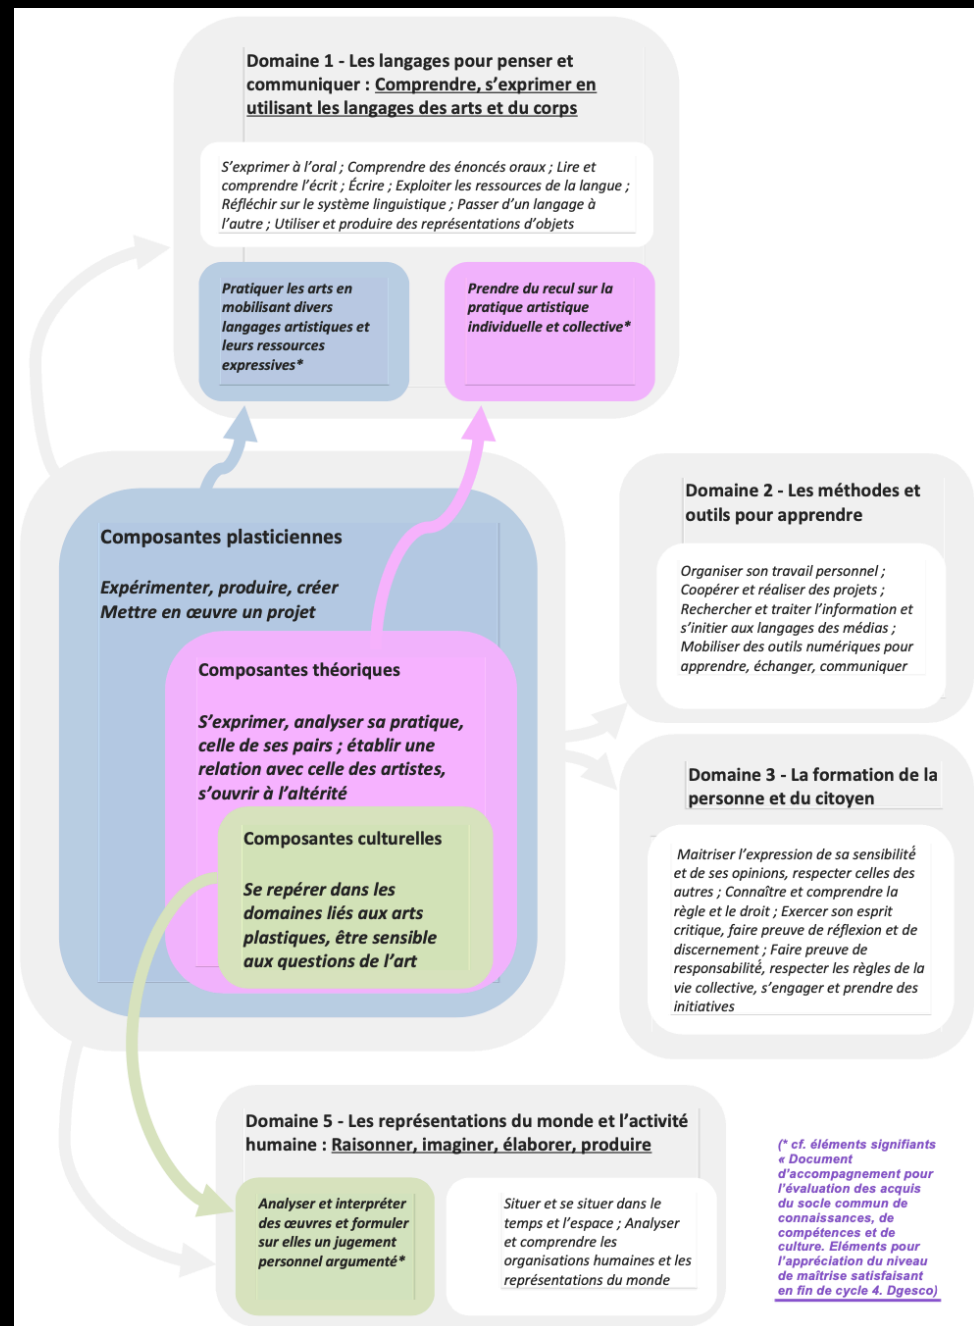 Domaine 1 - Les langages pour penser et
communiquer : Comprendre, s’exprimer en
utilisant les langages des arts et du corps
S’exprimer à l’oral ; Comprendre des énoncés oraux ; Lire et
comprendre l’écrit ; Écrire ; Exploiter les ressources de la langue ;
Réfléchir sur le système linguistique ; Passer d’un langage à
l’autre ; Utiliser et produire des représentations d’objets
Pratiquer les arts en
mobilisant divers
langages artistiques et
leurs ressources
expressives*
Prendre du recul sur la
pratique artistique
individuelle et collective*
Composantes plasticiennes
Expérimenter, produire, créer
Mettre en œuvre un projet
Composantes théoriques
S’exprimer, analyser sa pratique,
celle de ses pairs ; établir une
relation avec celle des artistes,
s’ouvrir à l’altérité
Composantes culturelles
Se repérer dans les
domaines liés aux arts
plastiques, être sensible
aux questions de l’art
Domaine 2 - Les méthodes et
outils pour apprendre
Organiser son travail personnel ;
Coopérer et réaliser des projets ;
Rechercher et traiter l’information et
s’initier aux langages des médias ;
Mobiliser des outils numériques pour
apprendre, échanger, communiquer
Domaine 3 - La formation de la
personne et du citoyen
Maitriser l’expression de sa sensibilité
et de ses opinions, respecter celles des
autres ; Connaître et comprendre la
règle et le droit ; Exercer son esprit
critique, faire preuve de réflexion et de
discernement ; Faire preuve de
responsabilité, respecter les règles de la
vie collective, s’engager et prendre des
initiatives
Domaine 5 - Les représentations du monde et l’activité
humaine : Raisonner, imaginer, élaborer, produire
Analyser et interpréter
des œuvres et formuler
sur elles un jugement
personnel argumenté*
Situer et se situer dans le
temps et l’espace ; Analyser
et comprendre les
organisations humaines et les
représentations du monde
(* cf. éléments signifiants
« Document
d’accompagnement pour
l’évaluation des acquis
du socle commun de
connaissances, de
compétences et de
culture. Eléments pour
l’appréciation du niveau
de maîtrise satisfaisant
en fin de cycle 4. Dgesco)